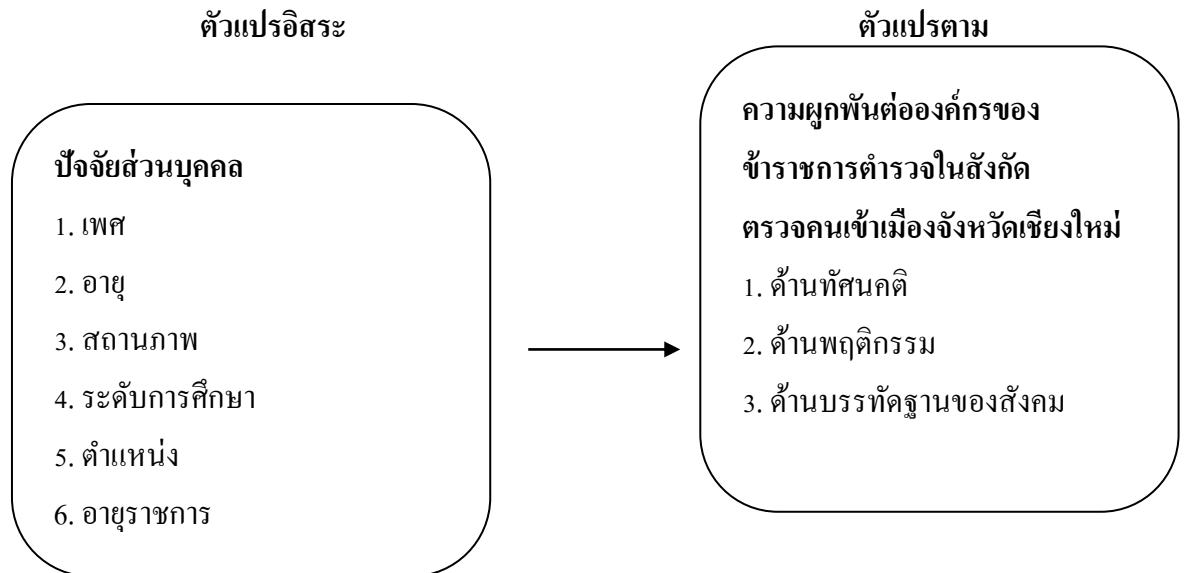 ตัวแปรอิสระ
ตัวแปรตาม
ปัจจัยส่วนบุคคล
1. เพศ
2. อายุ
3. สถานภาพ
4. ระดับการศึกษา
5. ตำแหน่ง
6. อายุราชการ
ความผูกพันต่อองค์กรของ
ข้าราชการตำรวจในสังกัด
ตรวจคนเข้าเมืองจังหวัดเชียงใหม่
1. ด้านทัศนคติ
2. ด้านพฤติกรรม
3. ด้านบรรทัดฐานของสังคม